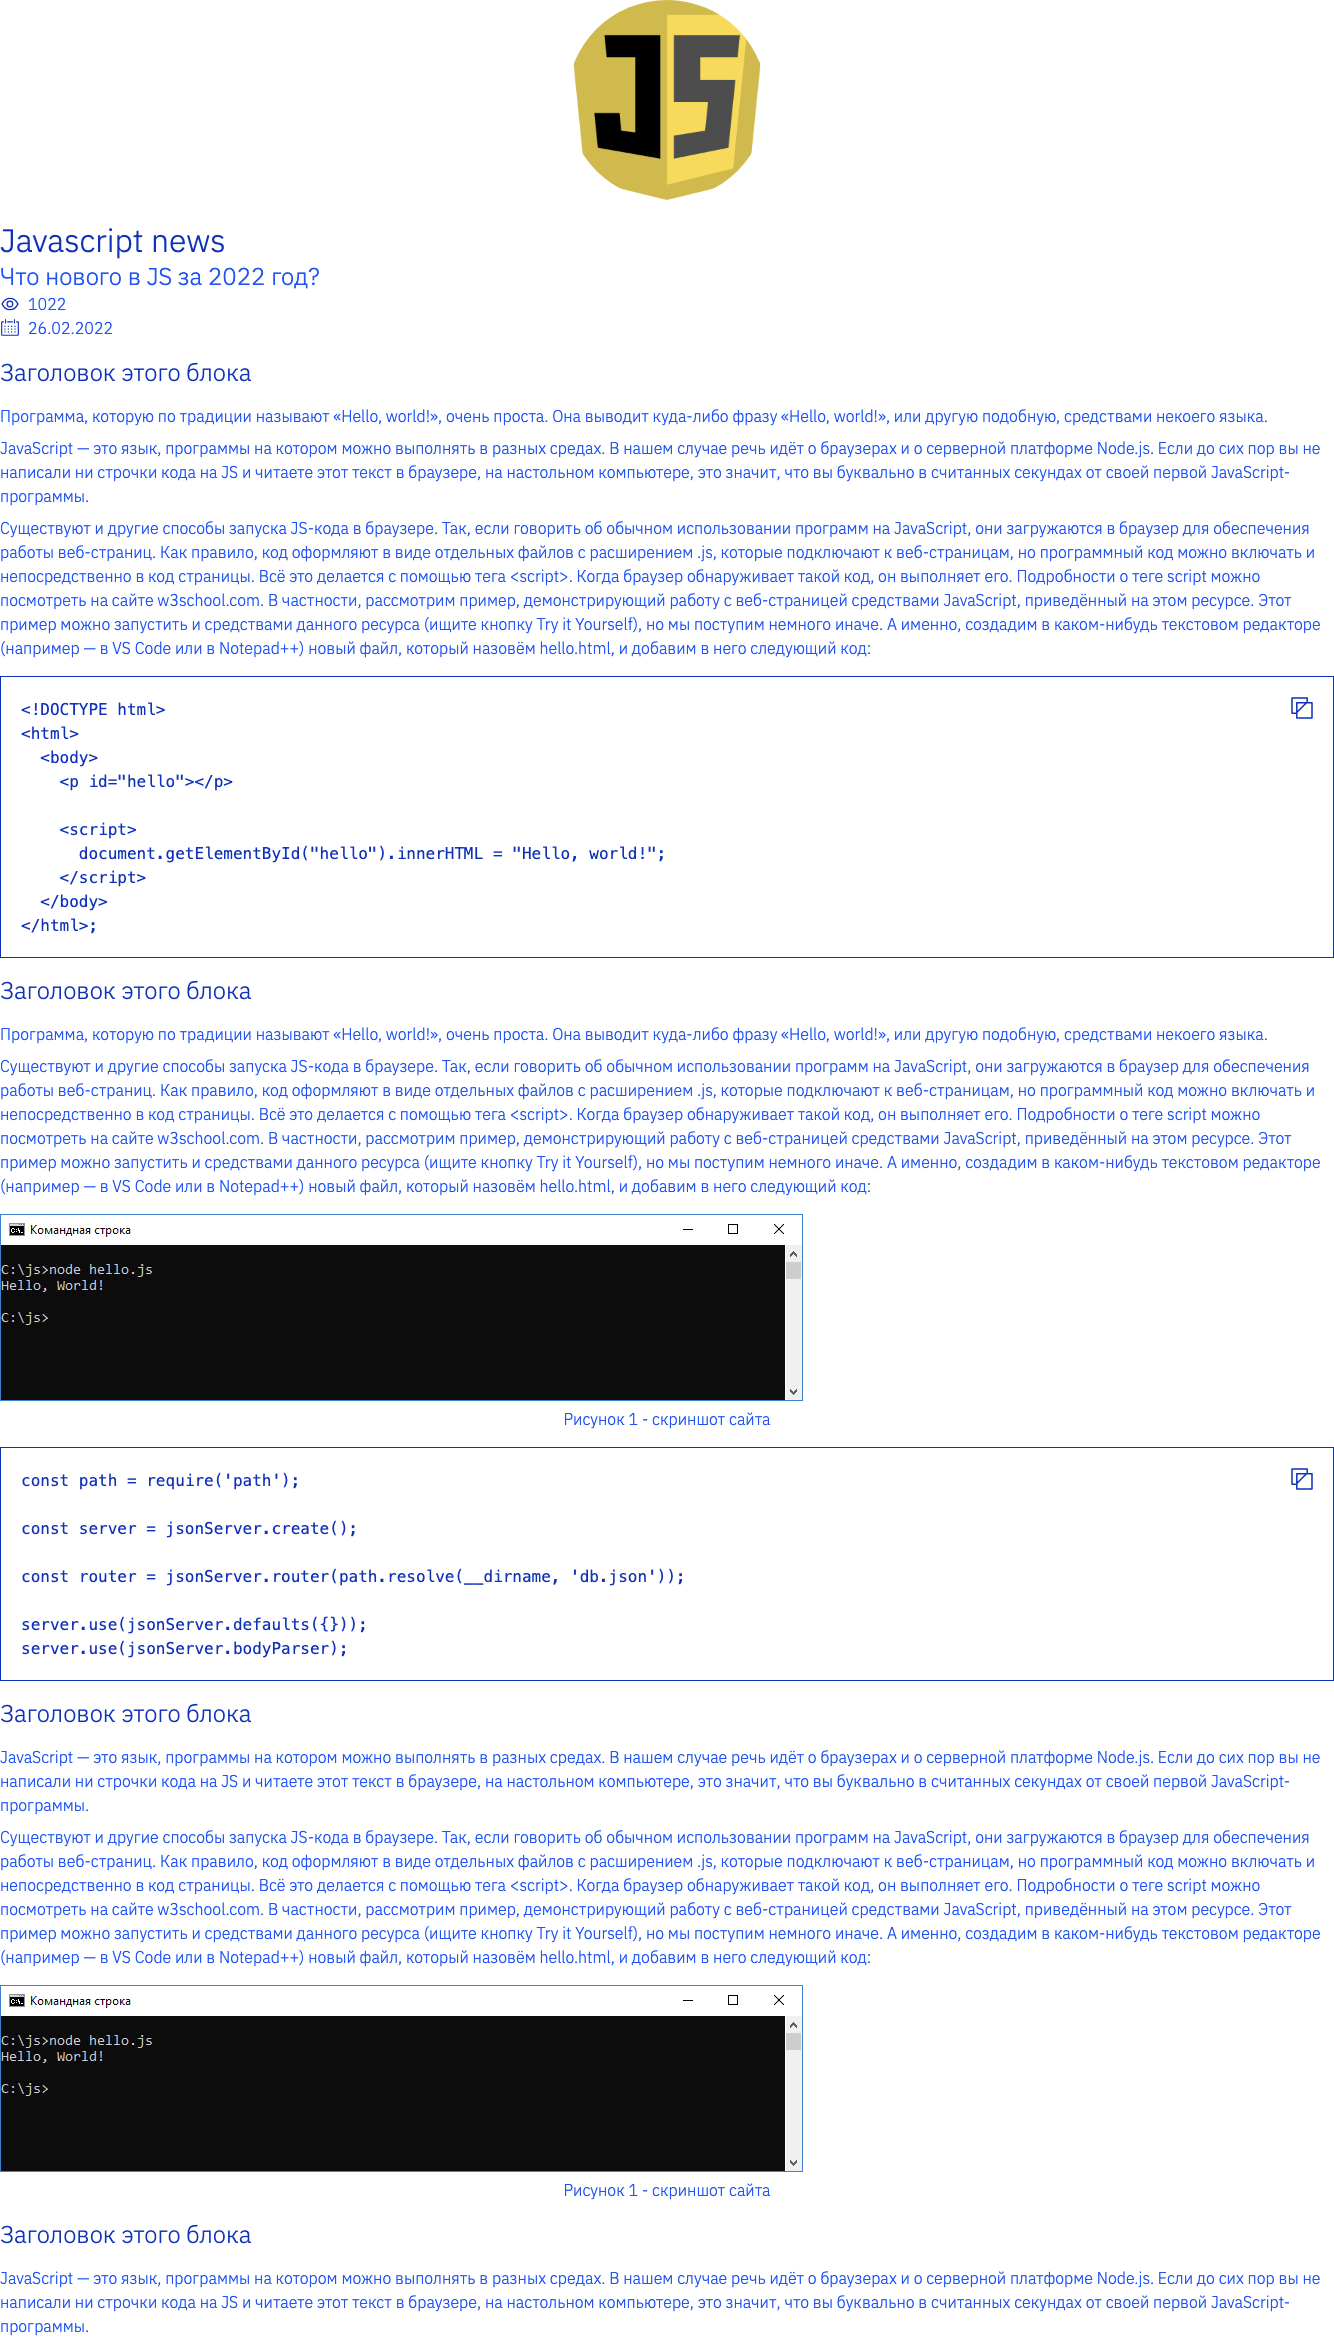 JS
Javascript news
Что нового в JS за 2022 год?
1022
26.02.2022
Заголовок этого блока
Программа, которую по традиции называют «Hello, world!», очень проста. Она выводит куда-либо фразу «Hello, world!», или другую подобную, средствами некоего языка.
JavaScript — это язык, программы на котором можно выполнять в разных средах. В нашем случае речь идёт о браузерах и о серверной платформе Node.js. Если до сих пор вы не
написали ни строчки кода на JS и читаете этот текст в браузере, на настольном компьютере, это значит, что вы буквально в считанных секундах от своей первой JavaScript-
программы.
Существуют и другие способы запуска JS-кода в браузере. Так, если говорить об обычном использовании программ на JavaScript, они загружаются в браузер для обеспечения
работы веб-страниц. Как правило, код оформляют в виде отдельных файлов с расширением .js, которые подключают к веб-страницам, но программный код можно включать и
непосредственно в код страницы. Всё это делается с помощью тега <script>. Когда браузер обнаруживает такой код, он выполняет его. Подробности о теге script можно
посмотреть на сайте w3school.com. В частности, рассмотрим пример, демонстрирующий работу с веб-страницей средствами JavaScript, приведённый на этом ресурсе. Этот
пример можно запустить и средствами данного ресурса (ищите кнопку Try it Yourself), но мы поступим немного иначе. А именно, создадим в каком-нибудь текстовом редакторе
(например — в VS Code или в Notepad++) новый файл, который назовём hello.html, и добавим в него следующий код:
<!DOCTYPE html>
<html>
  <body>
    <p id="hello"></p>

    <script>
      document.getElementById("hello").innerHTML = "Hello, world!";
    </script>
  </body>
</html>;
Заголовок этого блока
Программа, которую по традиции называют «Hello, world!», очень проста. Она выводит куда-либо фразу «Hello, world!», или другую подобную, средствами некоего языка.
Существуют и другие способы запуска JS-кода в браузере. Так, если говорить об обычном использовании программ на JavaScript, они загружаются в браузер для обеспечения
работы веб-страниц. Как правило, код оформляют в виде отдельных файлов с расширением .js, которые подключают к веб-страницам, но программный код можно включать и
непосредственно в код страницы. Всё это делается с помощью тега <script>. Когда браузер обнаруживает такой код, он выполняет его. Подробности о теге script можно
посмотреть на сайте w3school.com. В частности, рассмотрим пример, демонстрирующий работу с веб-страницей средствами JavaScript, приведённый на этом ресурсе. Этот
пример можно запустить и средствами данного ресурса (ищите кнопку Try it Yourself), но мы поступим немного иначе. А именно, создадим в каком-нибудь текстовом редакторе
(например — в VS Code или в Notepad++) новый файл, который назовём hello.html, и добавим в него следующий код:
Командная строка
C:\js>node hello.js
Hello, World!

C:\js>
Рисунок 1 - скриншот сайта
const path = require('path');

const server = jsonServer.create();

const router = jsonServer.router(path.resolve(__dirname, 'db.json'));

server.use(jsonServer.defaults({}));
server.use(jsonServer.bodyParser);
Заголовок этого блока
JavaScript — это язык, программы на котором можно выполнять в разных средах. В нашем случае речь идёт о браузерах и о серверной платформе Node.js. Если до сих пор вы не
написали ни строчки кода на JS и читаете этот текст в браузере, на настольном компьютере, это значит, что вы буквально в считанных секундах от своей первой JavaScript-
программы.
Существуют и другие способы запуска JS-кода в браузере. Так, если говорить об обычном использовании программ на JavaScript, они загружаются в браузер для обеспечения
работы веб-страниц. Как правило, код оформляют в виде отдельных файлов с расширением .js, которые подключают к веб-страницам, но программный код можно включать и
непосредственно в код страницы. Всё это делается с помощью тега <script>. Когда браузер обнаруживает такой код, он выполняет его. Подробности о теге script можно
посмотреть на сайте w3school.com. В частности, рассмотрим пример, демонстрирующий работу с веб-страницей средствами JavaScript, приведённый на этом ресурсе. Этот
пример можно запустить и средствами данного ресурса (ищите кнопку Try it Yourself), но мы поступим немного иначе. А именно, создадим в каком-нибудь текстовом редакторе
(например — в VS Code или в Notepad++) новый файл, который назовём hello.html, и добавим в него следующий код:
Командная строка
C:\js>node hello.js
Hello, World!

C:\js>
Рисунок 1 - скриншот сайта
Заголовок этого блока
JavaScript — это язык, программы на котором можно выполнять в разных средах. В нашем случае речь идёт о браузерах и о серверной платформе Node.js. Если до сих пор вы не
написали ни строчки кода на JS и читаете этот текст в браузере, на настольном компьютере, это значит, что вы буквально в считанных секундах от своей первой JavaScript-
программы.